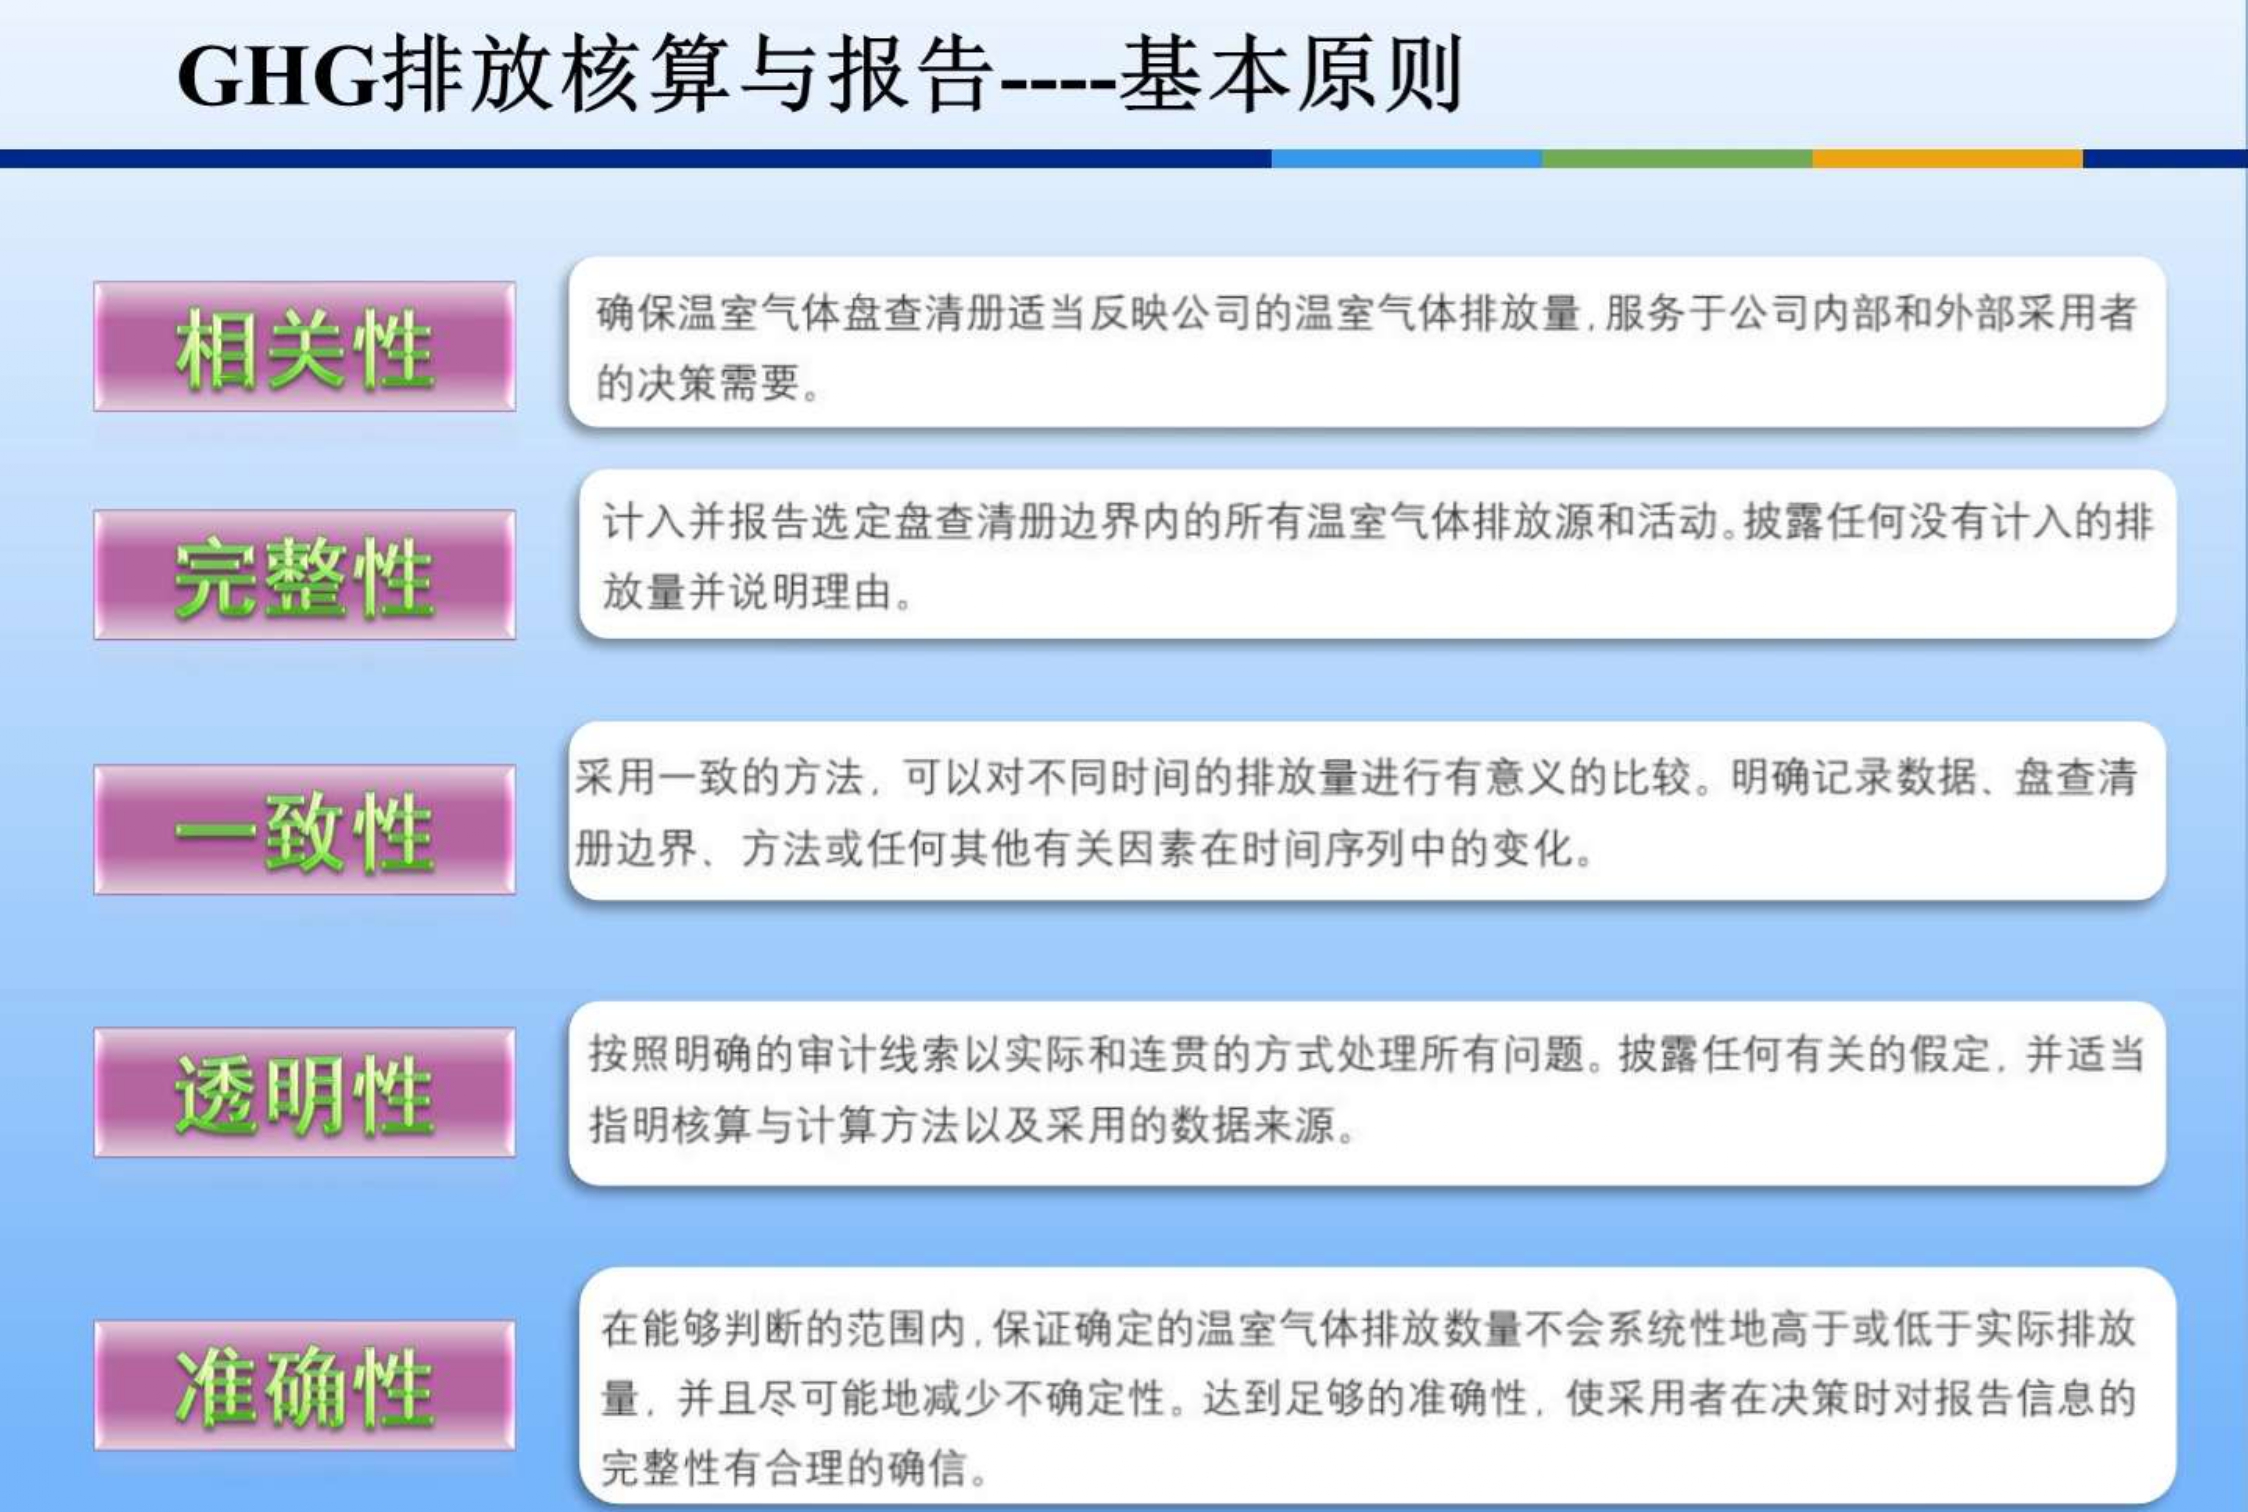 GHG排放核算与报告----基本原则
相关性
确保温室气体盘查清册适当反映公司的温室气体排放量,服务于公司内部和外部采用者
的决策需要。
完整性
计入并报告选定盘查清册边界内的所有温室气体排放源和活动。披露任何没有计入的排
放量并说明理由。
一致性
采用一致的方法, 可以对不同时间的排放量进行有意义的比较。明确记录数据、盘查清
册边界、方法或任何其他有关因素在时间序列中的变化。
透明性
按照明确的审计线索以实际和连贯的方式处理所有问题。披露任何有关的假定, 并适当
指明核算与计算方法以及采用的数据来源。
准确性
在能够判断的范围内,保证确定的温室气体排放数量不会系统性地高于或低于实际排放
量, 并且尽可能地减少不确定性。达到足够的准确性, 使采用者在决策时对报告信息的
完整性有合理的确信。